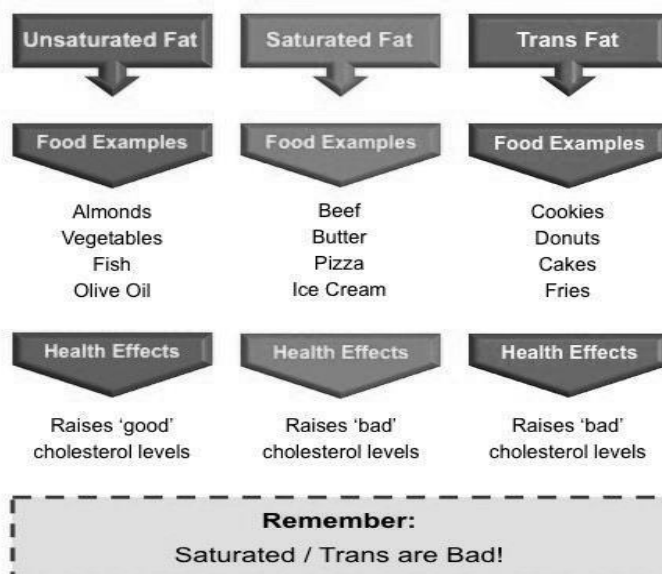 Unsaturated Fat
Saturated Fat
Trans Fat
Food Examples
Food Examples
Food Examples
Almonds
Vegetables
Fish
Olive Oil
Beef
Butter
Pizza
Ice Cream
Cookies
Donuts
Cakes
Fries
Health Effects
Health Effects
Health Effects
Raises ‘good’
cholesterol levels
Raises ‘bad’
cholesterol levels
Raises ‘bad’
cholesterol levels
Remember:
Saturated / Trans are Bad!